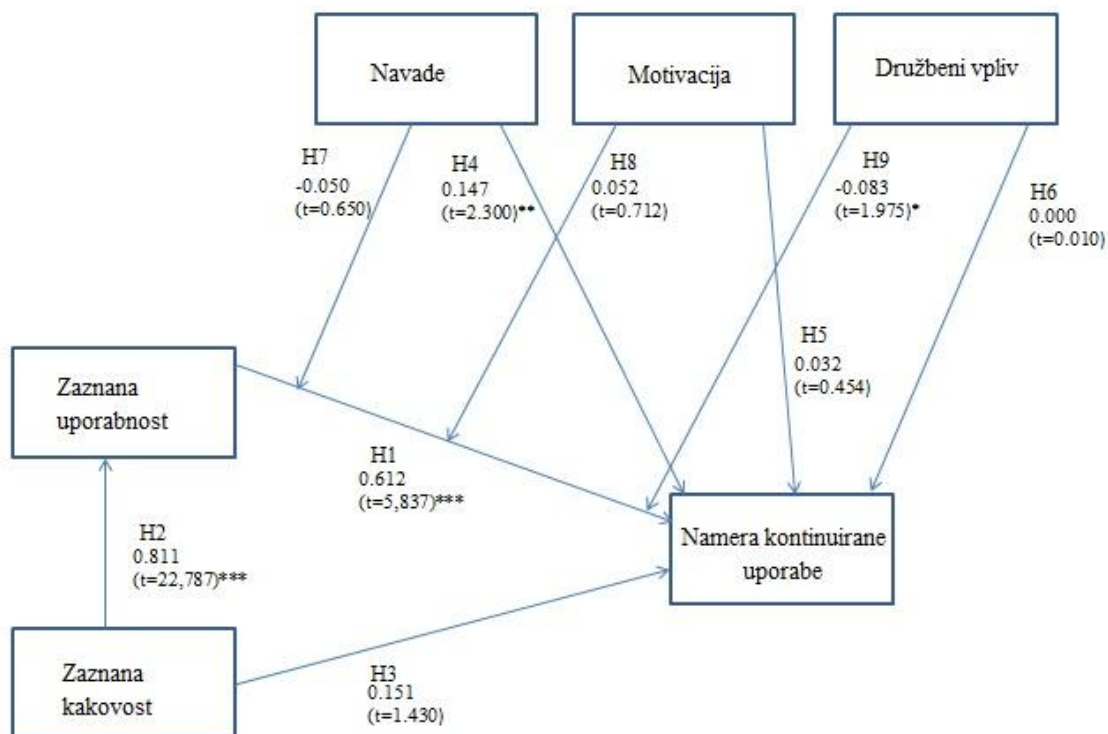 Navade
Motivacija
Družbeni vpliv
H7
-0.050
(t=0.650)
H4
0.147
(t=2.300)**
H8
0.052
(t=0.712)
H9
-0.083
(t=1.975)*
H6
0.000
(t=0.010)
H5
0.032
(t=0.454)
Zaznana
uporabnost
H1
0.612
(t=5,837)***
H2
0.811
(t=22,787)***
Namera kontinuirane
uporabe
Zaznana
kakovost
H3
0.151
(t=1.430)